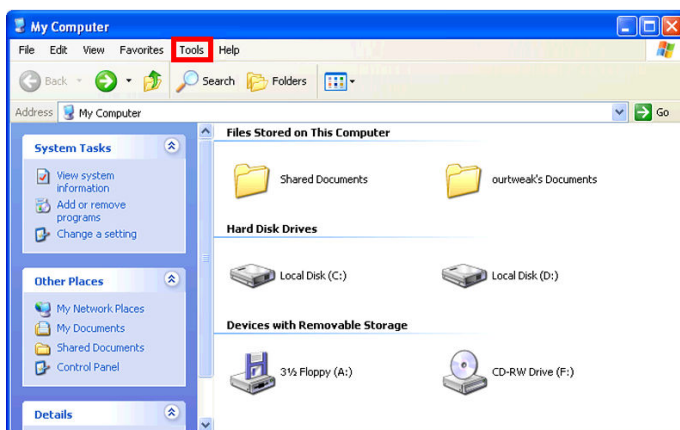 My Computer
File Edit View Favorites Tools Help
Back Search Folders
Address My Computer Go
System Tasks
View system
information
Add or remove
programs
Change a setting
Other Places
My Network Places
My Documents
Shared Documents
Control Panel
Details
Files Stored on This Computer
Shared Documents ourtweak's Documents
Hard Disk Drives
Local Disk (C:) Local Disk (D:)
Devices with Removable Storage
3½ Floppy (A:) CD-RW Drive (F:)